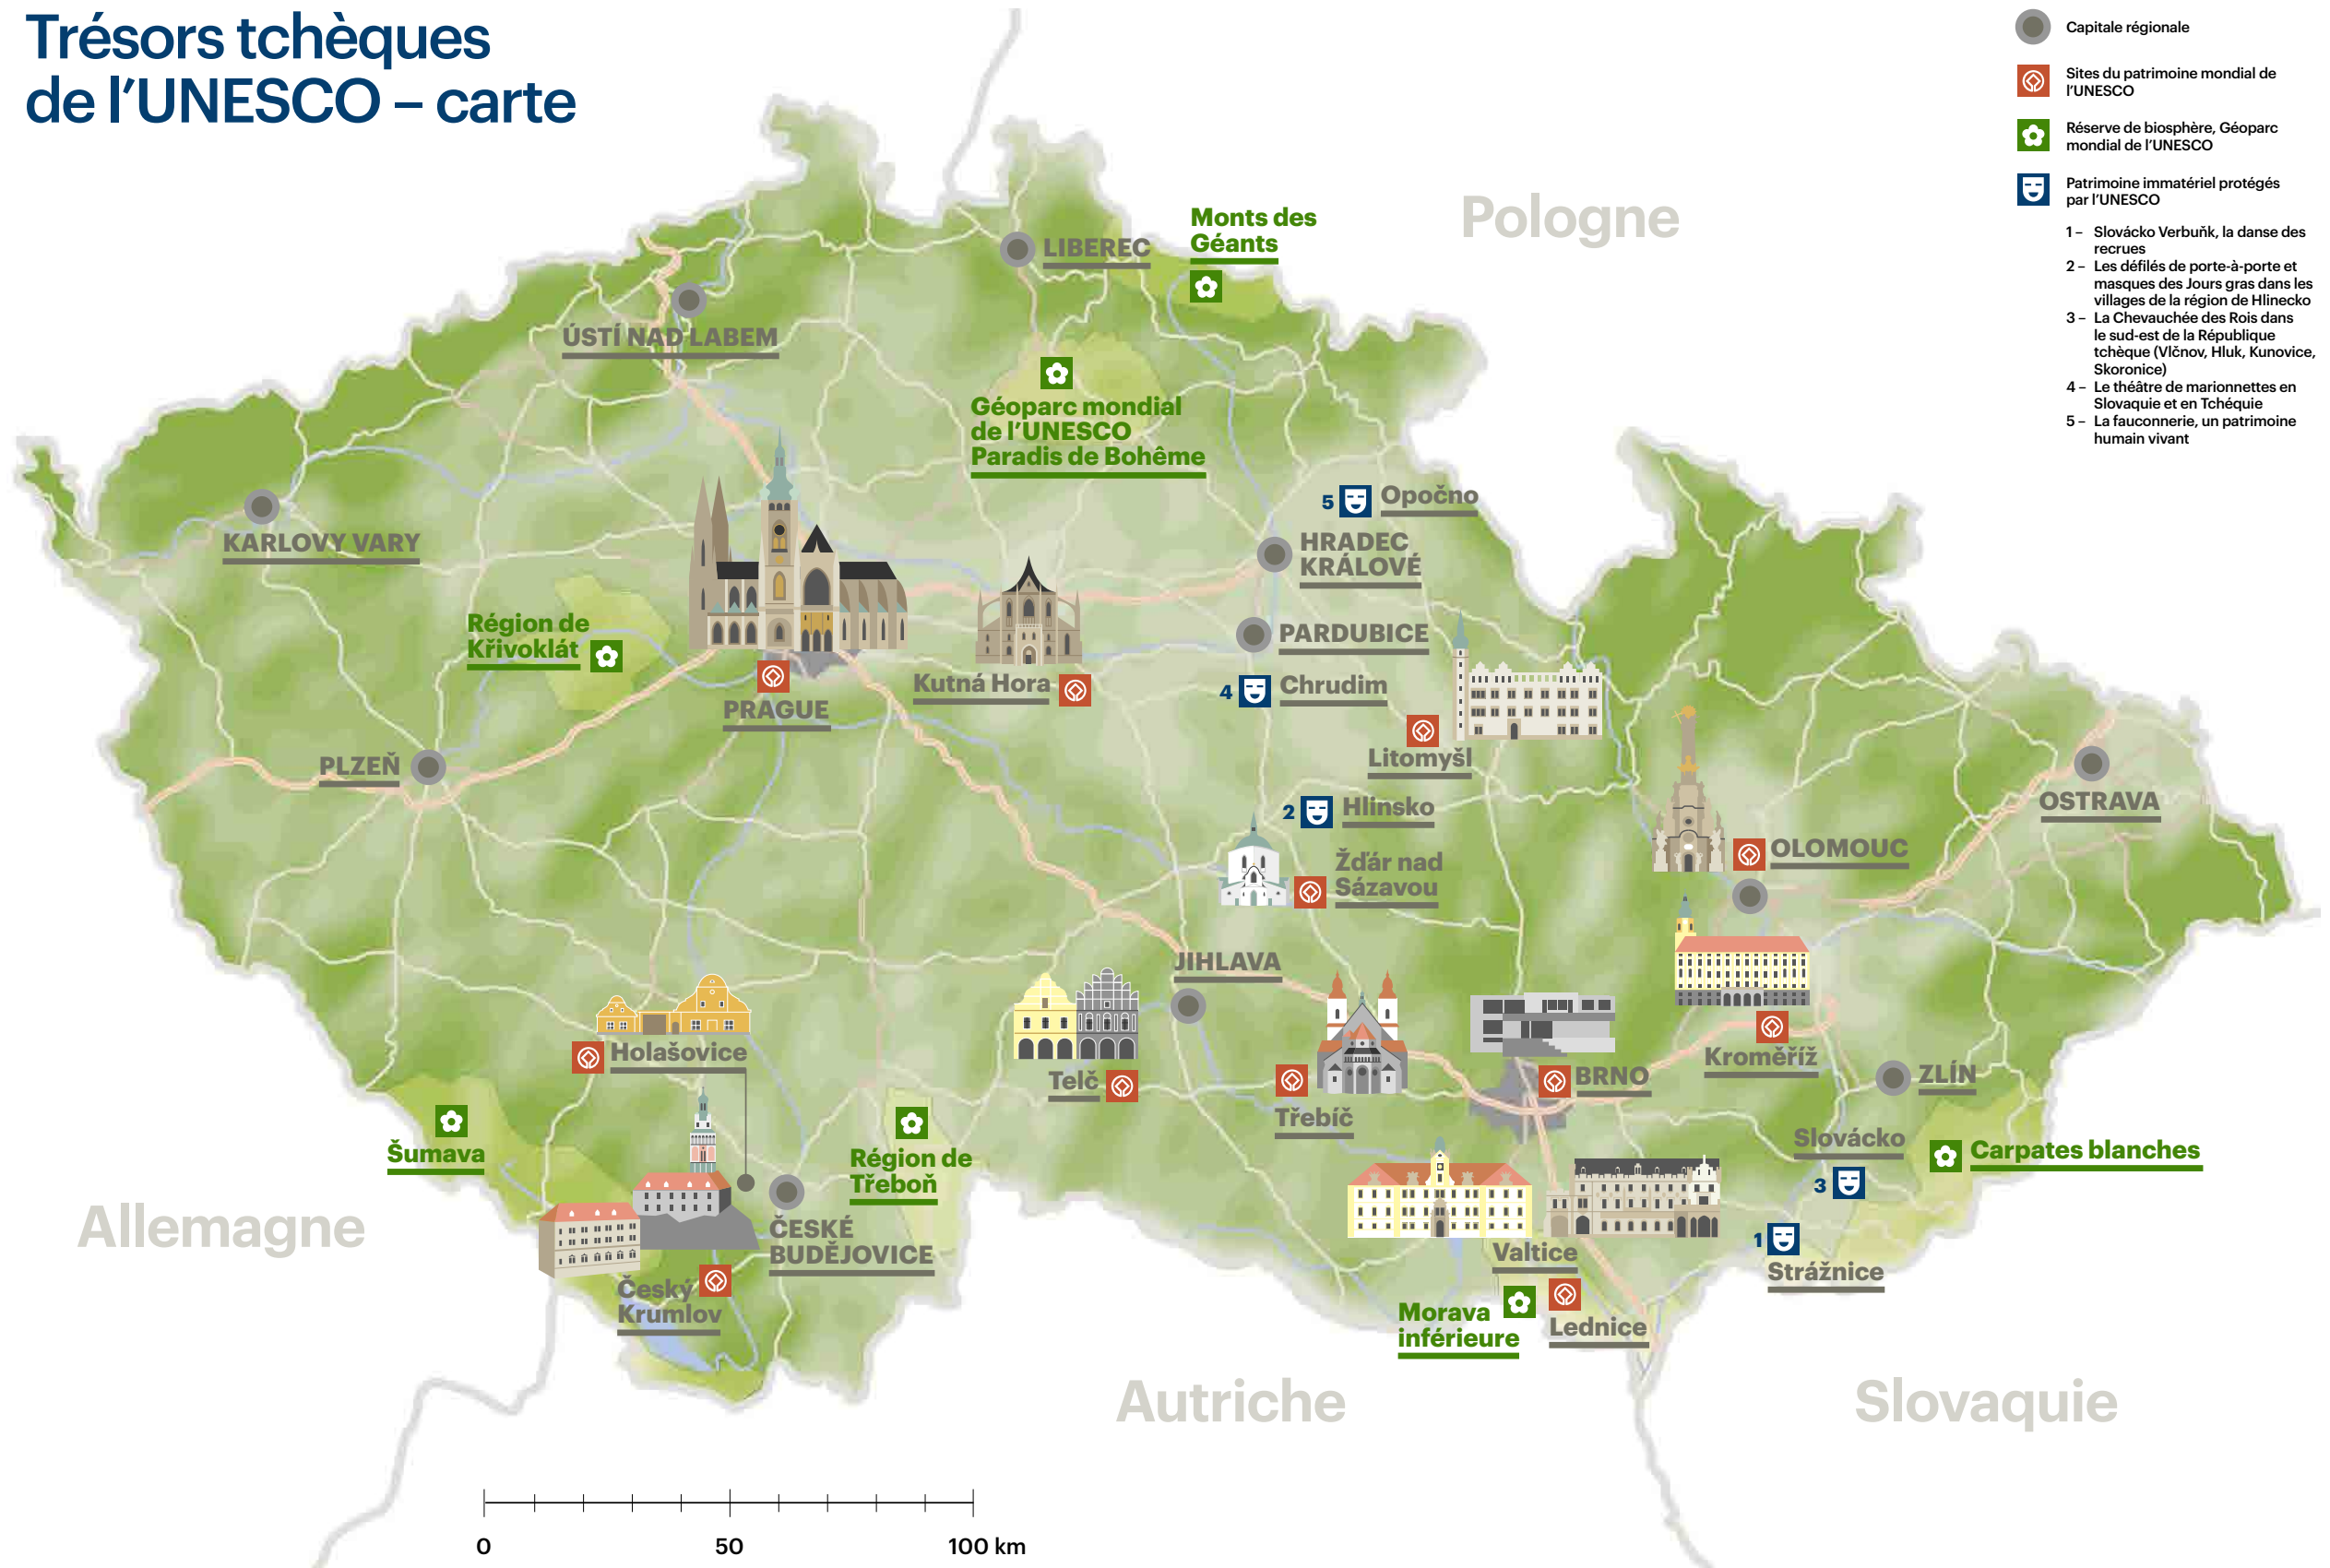 Trésors tchèques
de l’UNESCO – carte
Capitale régionale
Sites du patrimoine mondial de
l’UNESCO
Réserve de biosphère, Géoparc
mondial de l’UNESCO
Patrimoine immatériel protégés
par l’UNESCO
1 – Slovácko Verbuňk, la danse des
recrues
2 – Les défilés de porte-à-porte et
masques des Jours gras dans les
villages de la région de Hlinecko
3 – La Chevauchée des Rois dans
le sud-est de la République
tchèque (Vlčnov, Hluk, Kunovice,
Skoronice)
4 – Le théâtre de marionnettes en
Slovaquie et en Tchéquie
5 – La fauconnerie, un patrimoine
humain vivant
Pologne
Monts des
Géants
LIBEREC
ÚSTÍ NAD LABEM
Géoparc mondial
de l’UNESCO
Paradis de Bohême
5 Opočno
KARLOVY VARY
HRADEC
KRÁLOVÉ
Région de
Křivoklát
PARDUBICE
Kutná Hora
4 Chrudim
PRAGUE
Litomyšl
PLZEŇ
OSTRAVA
2 Hlinsko
OLOMOUC
Žďár nad
Sázavou
JIHLAVA
Holašovice
Kroměříž
Telč
BRNO
ZLÍN
Třebíč
Šumava
Slovácko
Carpates blanches
Région de
Třeboň
3
Allemagne
ČESKÉ
BUDĚJOVICE
1
Valtice
Strážnice
Český
Krumlov
Morava
inférieure
Lednice
Autriche
Slovaquie
0 50 100 km